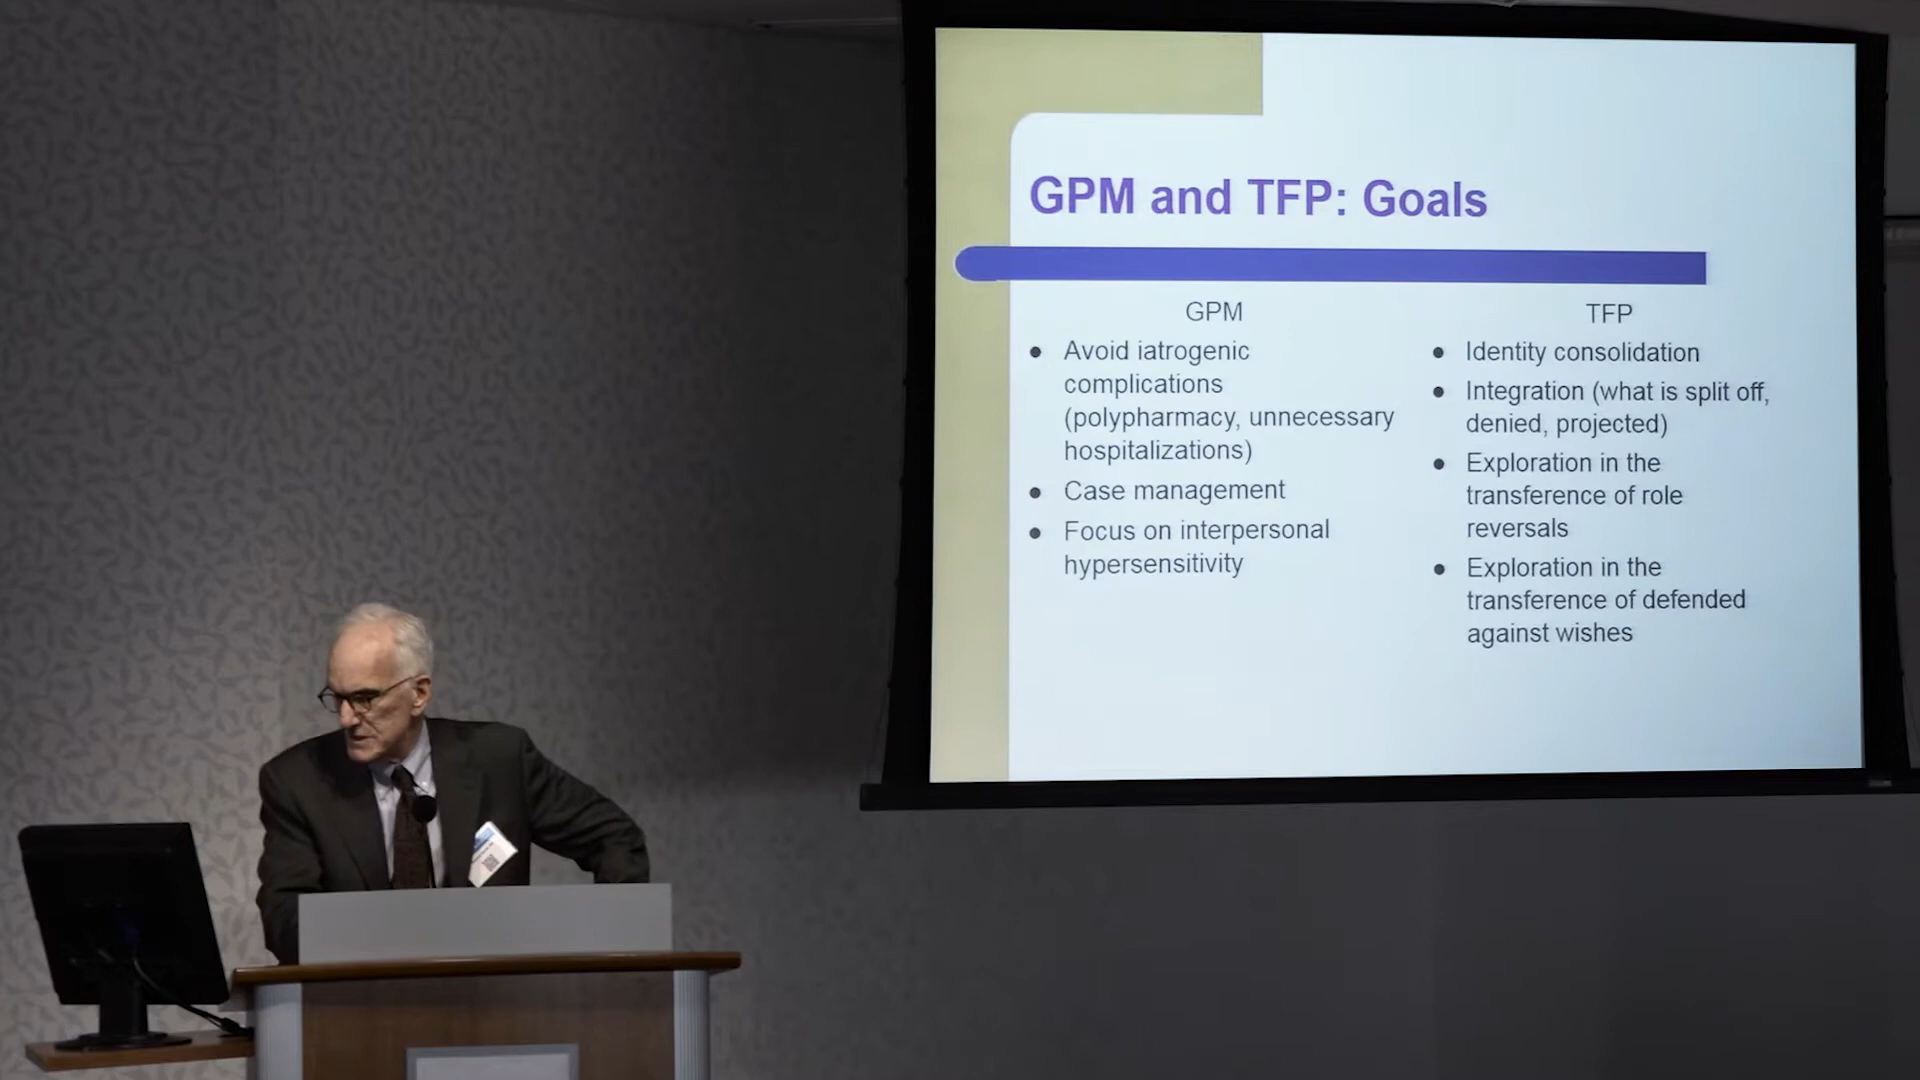 GPM and TFP: Goals
GPM
● Avoid iatrogenic
complications
(polypharmacy, unnecessary
hospitalizations)
● Case management
● Focus on interpersonal
hypersensitivity
TFP
● Identity consolidation
● Integration (what is split off,
denied, projected)
● Exploration in the
transference of role
reversals
● Exploration in the
transference of defended
against wishes